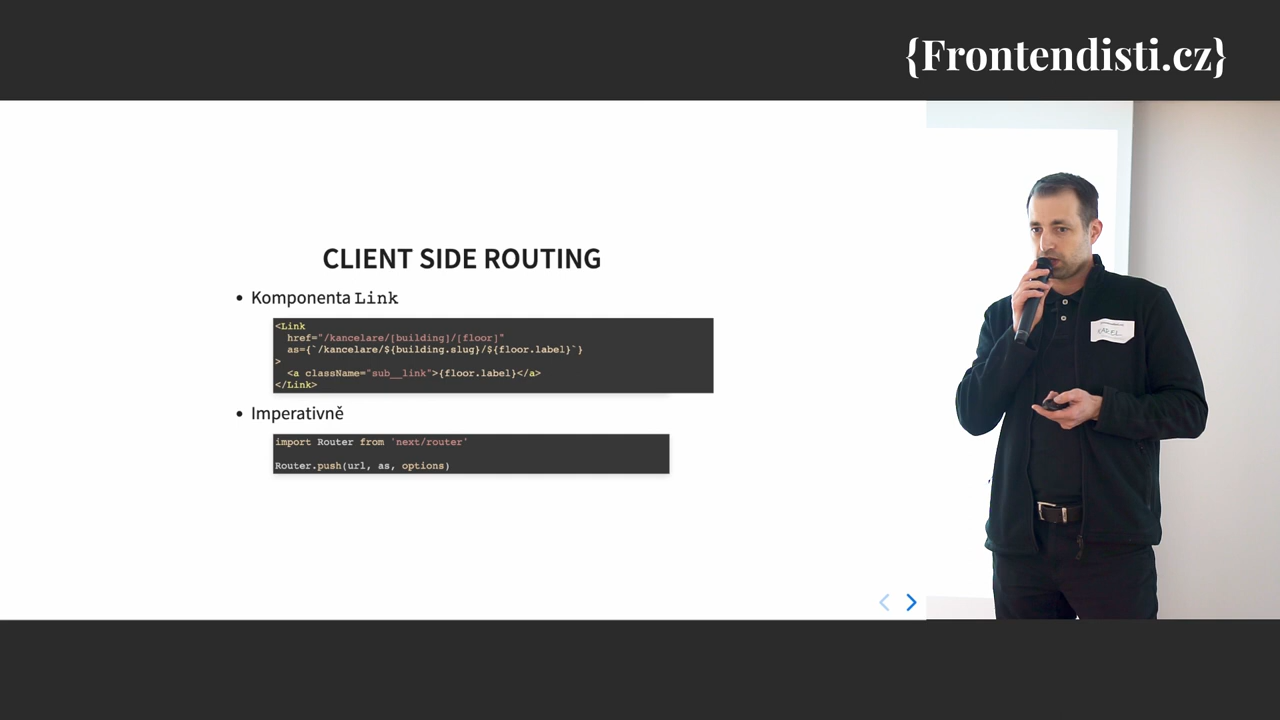 {Frontendisti.cz}
CLIENT SIDE ROUTING
• Komponenta Link
<Link
  href="/kancelare/[building]/[floor]"
  as={`/kancelare/${building.slug}/${floor.label}`}
>
  <a className="sub__link">{floor.label}</a>
</Link>
• Imperativně
import Router from 'next/router'
Router.push(url, as, options)
KAREL